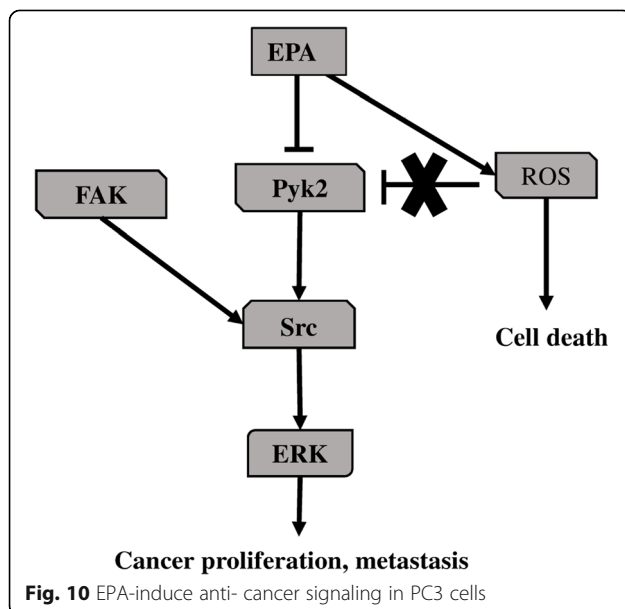 EPA
FAK
Pyk2
ROS
Src
Cell death
ERK
Cancer proliferation, metastasis
Fig. 10 EPA-induce anti- cancer signaling in PC3 cells